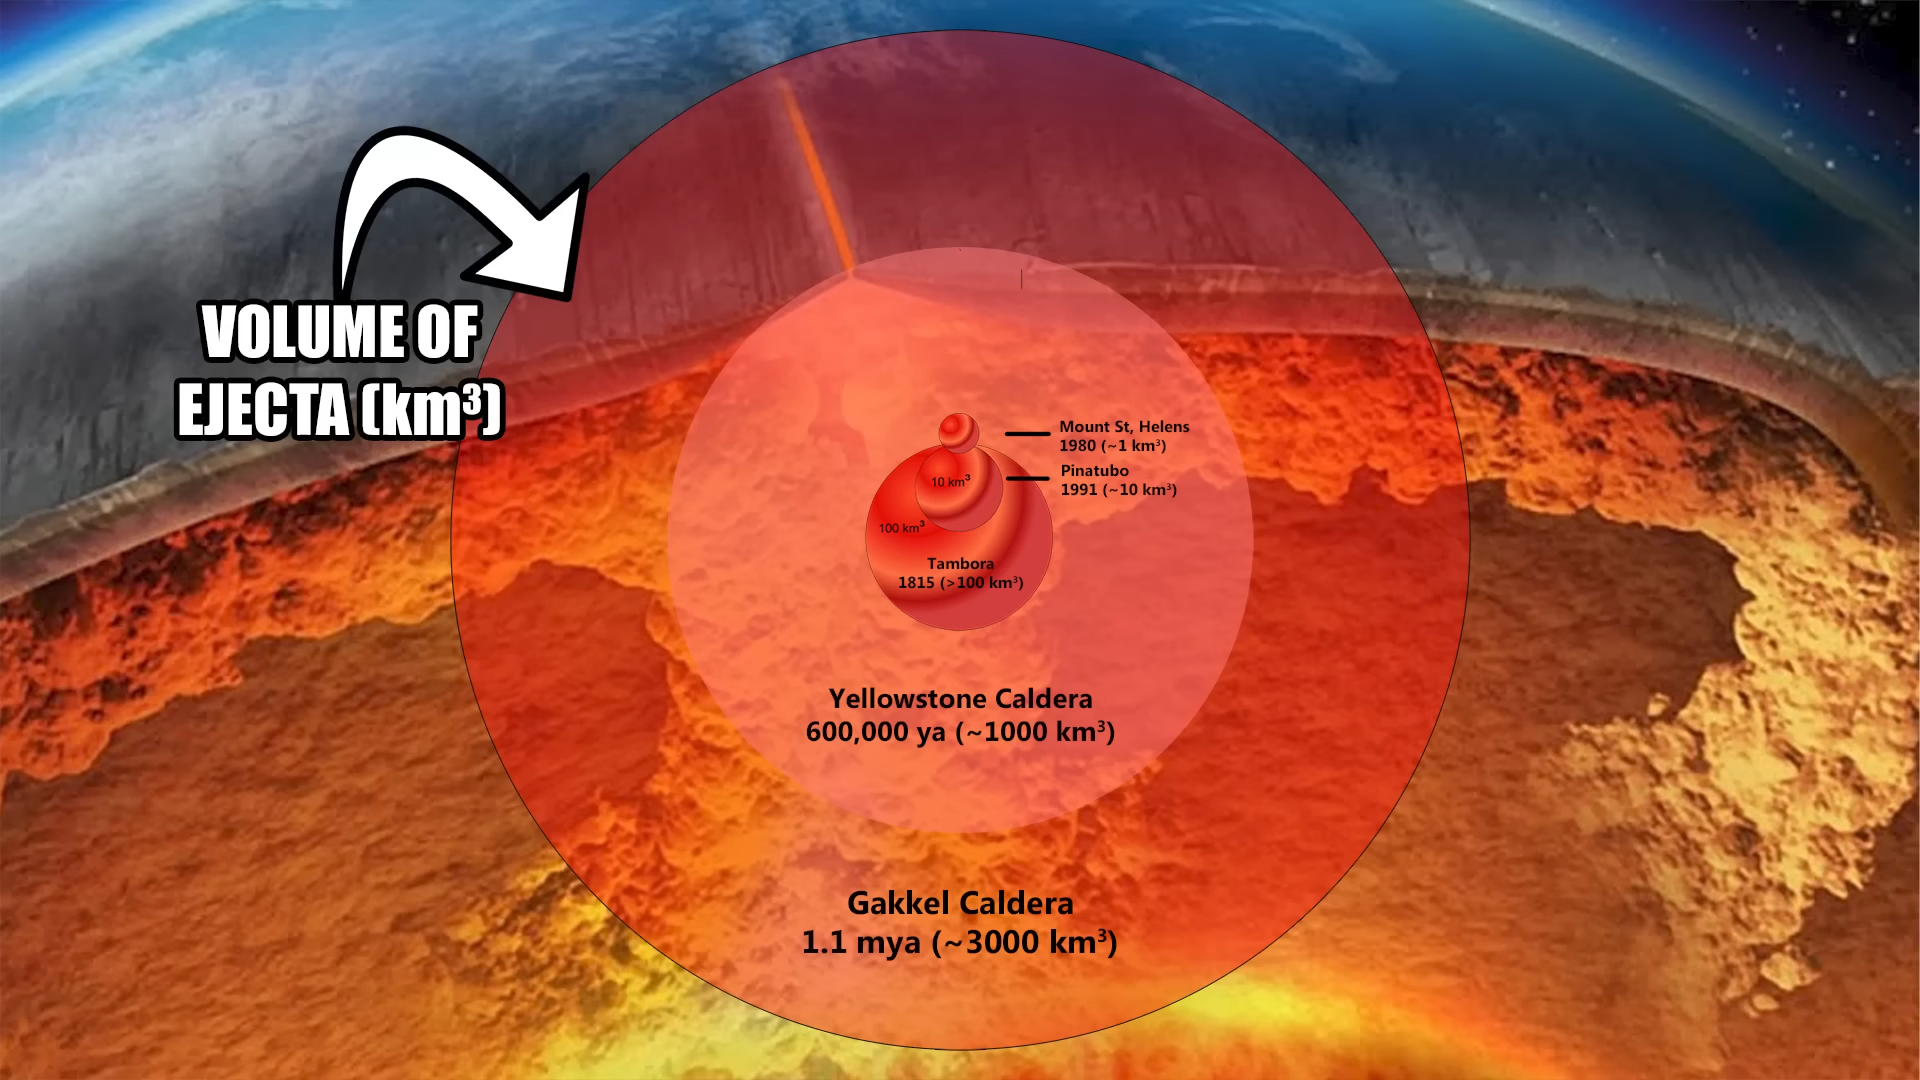 VOLUME OF
EJECTA (km³)
Mount St, Helens
1980 (~1 km³)
Pinatubo
1991 (~10 km³)
10 km³
100 km³
Tambora
1815 (>100 km³)
Yellowstone Caldera
600,000 ya (~1000 km³)
Gakkel Caldera
1.1 mya (~3000 km³)